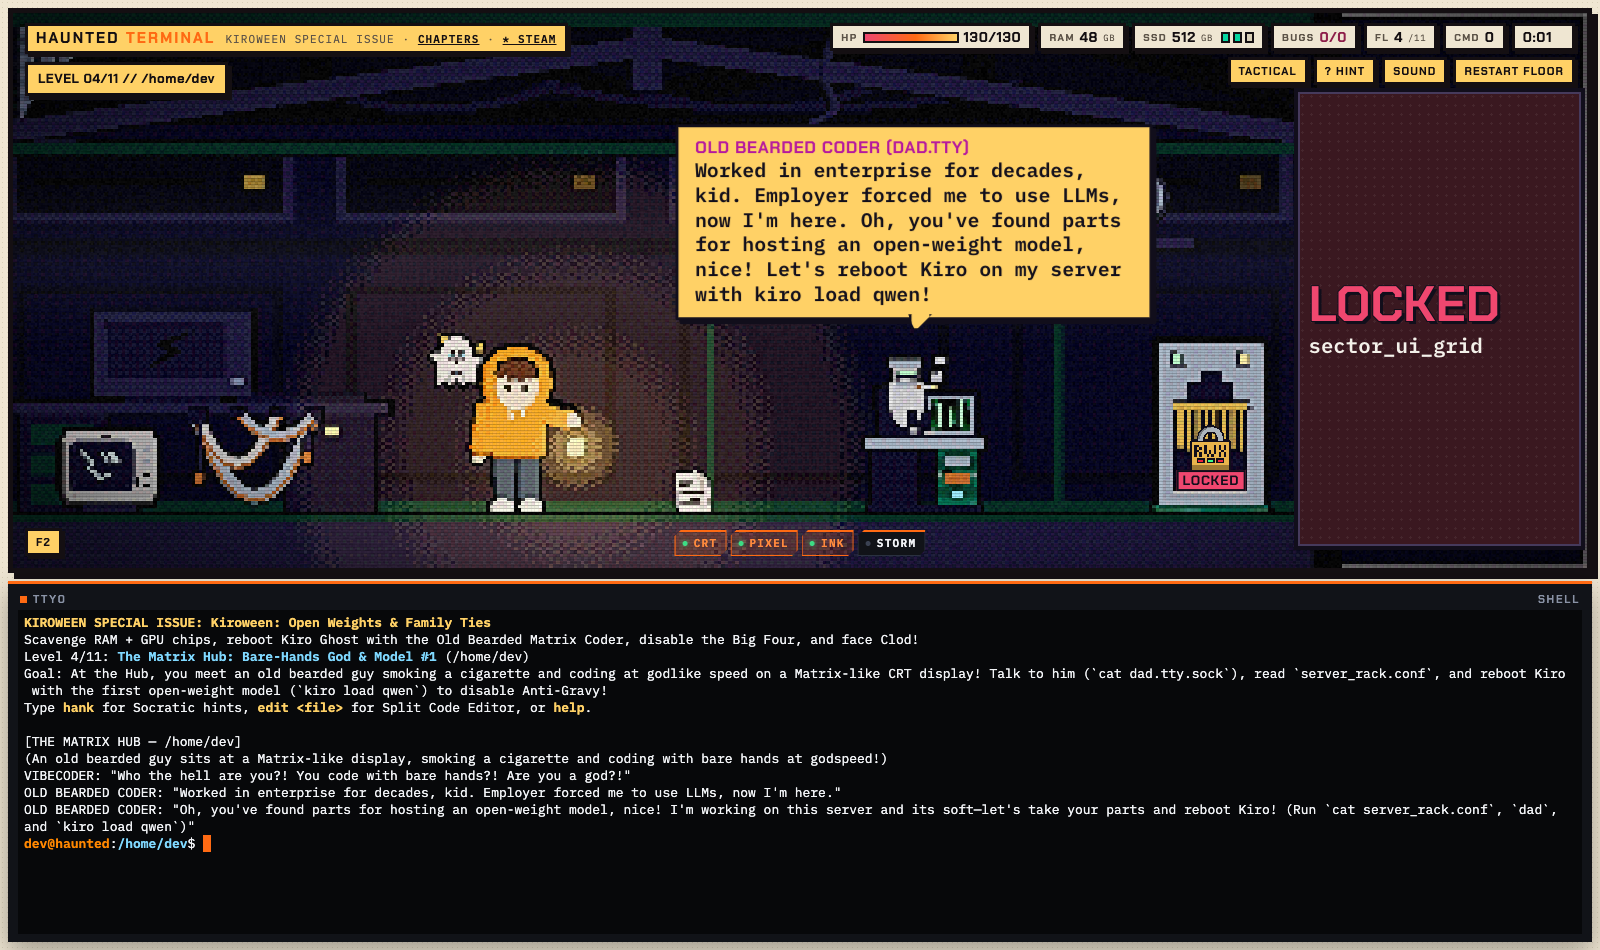 HAUNTED TERMINAL KIROWEEN SPECIAL ISSUE · CHAPTERS · * STEAM
HP 130/130 RAM 48 GB SSD 512 GB BUGS 0/0 FL 4 /11 CMD 0 0:01
LEVEL 04/11 // /home/dev
TACTICAL ? HINT SOUND RESTART FLOOR
OLD BEARDED CODER (DAD.TTY)
Worked in enterprise for decades,
kid. Employer forced me to use LLMs,
now I'm here. Oh, you've found parts
for hosting an open-weight model,
nice! Let's reboot Kiro on my server
with kiro load qwen!
LOCKED
sector_ui_grid
RWX
LOCKED
F2
CRT PIXEL INK STORM
TTY0 SHELL
KIROWEEN SPECIAL ISSUE: Kiroween: Open Weights & Family Ties
Scavenge RAM + GPU chips, reboot Kiro Ghost with the Old Bearded Matrix Coder, disable the Big Four, and face Clod!
Level 4/11: The Matrix Hub: Bare-Hands God & Model #1 (/home/dev)
Goal: At the Hub, you meet an old bearded guy smoking a cigarette and coding at godlike speed on a Matrix-like CRT display! Talk to him (`cat dad.tty.sock`), read `server_rack.conf`, and reboot Kiro
with the first open-weight model (`kiro load qwen`) to disable Anti-Gravy!
Type hank for Socratic hints, edit <file> for Split Code Editor, or help.
[THE MATRIX HUB — /home/dev]
(An old bearded guy sits at a Matrix-like display, smoking a cigarette and coding with bare hands at godspeed!)
VIBECODER: "Who the hell are you?! You code with bare hands?! Are you a god?!"
OLD BEARDED CODER: "Worked in enterprise for decades, kid. Employer forced me to use LLMs, now I'm here."
OLD BEARDED CODER: "Oh, you've found parts for hosting an open-weight model, nice! I'm working on this server and its soft—let's take your parts and reboot Kiro! (Run `cat server_rack.conf`, `dad`,
and `kiro load qwen`)"
dev@haunted:/home/dev$